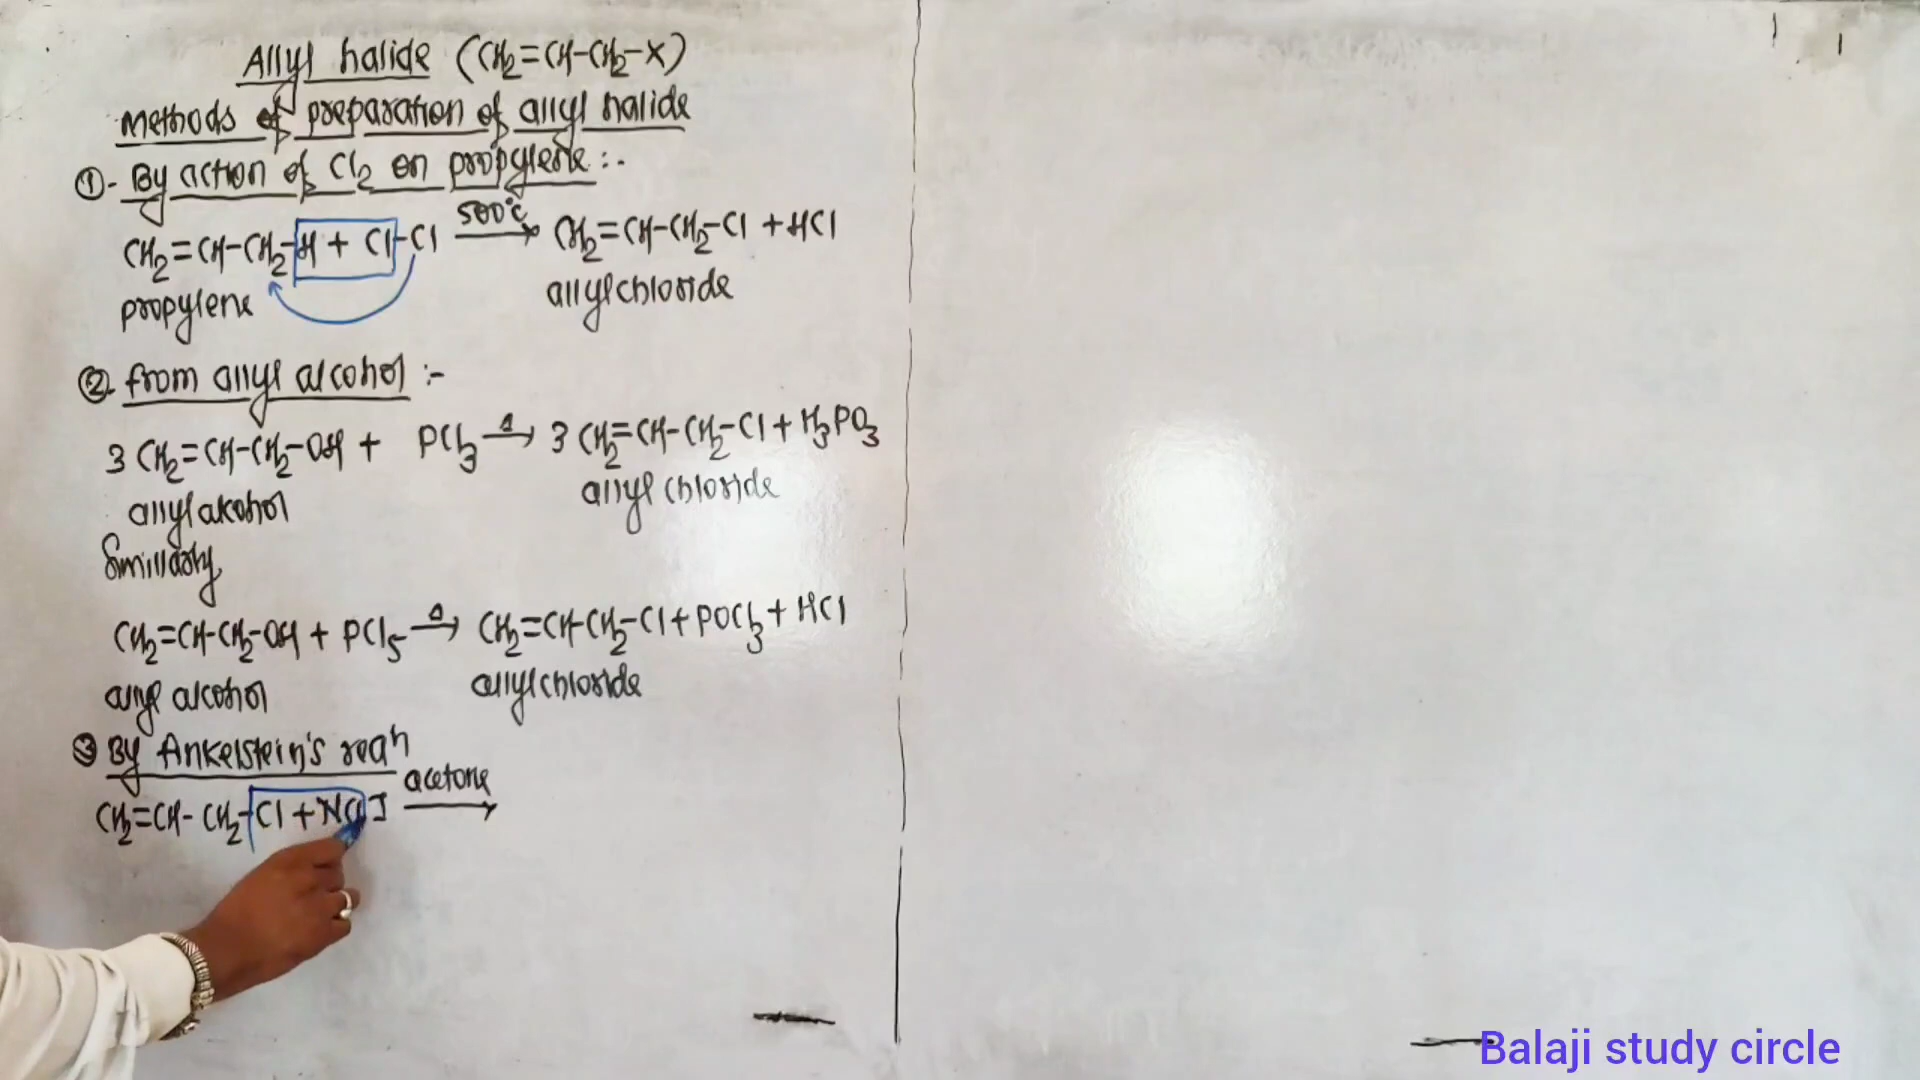 Allyl halide (CH2=CH-CH2-X)
Methods of preparation of allyl halide
①- By action of Cl2 on propylene :-
CH2=CH-CH2-H + Cl-Cl 500°C → CH2=CH-CH2-Cl + HCl
propylene allylchloride
②- from allyl alcohol :-
3 CH2=CH-CH2-OH + PCl3 Δ → 3 CH2=CH-CH2-Cl + H3PO3
allyl alcohol allyl chloride
Similarly
CH2=CH-CH2-OH + PCl5 Δ → CH2=CH-CH2-Cl + POCl3 + HCl
allyl alcohol allylchloride
③ By Finkelstein's reaⁿ
CH2=CH-CH2-Cl + NaI acetone →
Balaji study circle